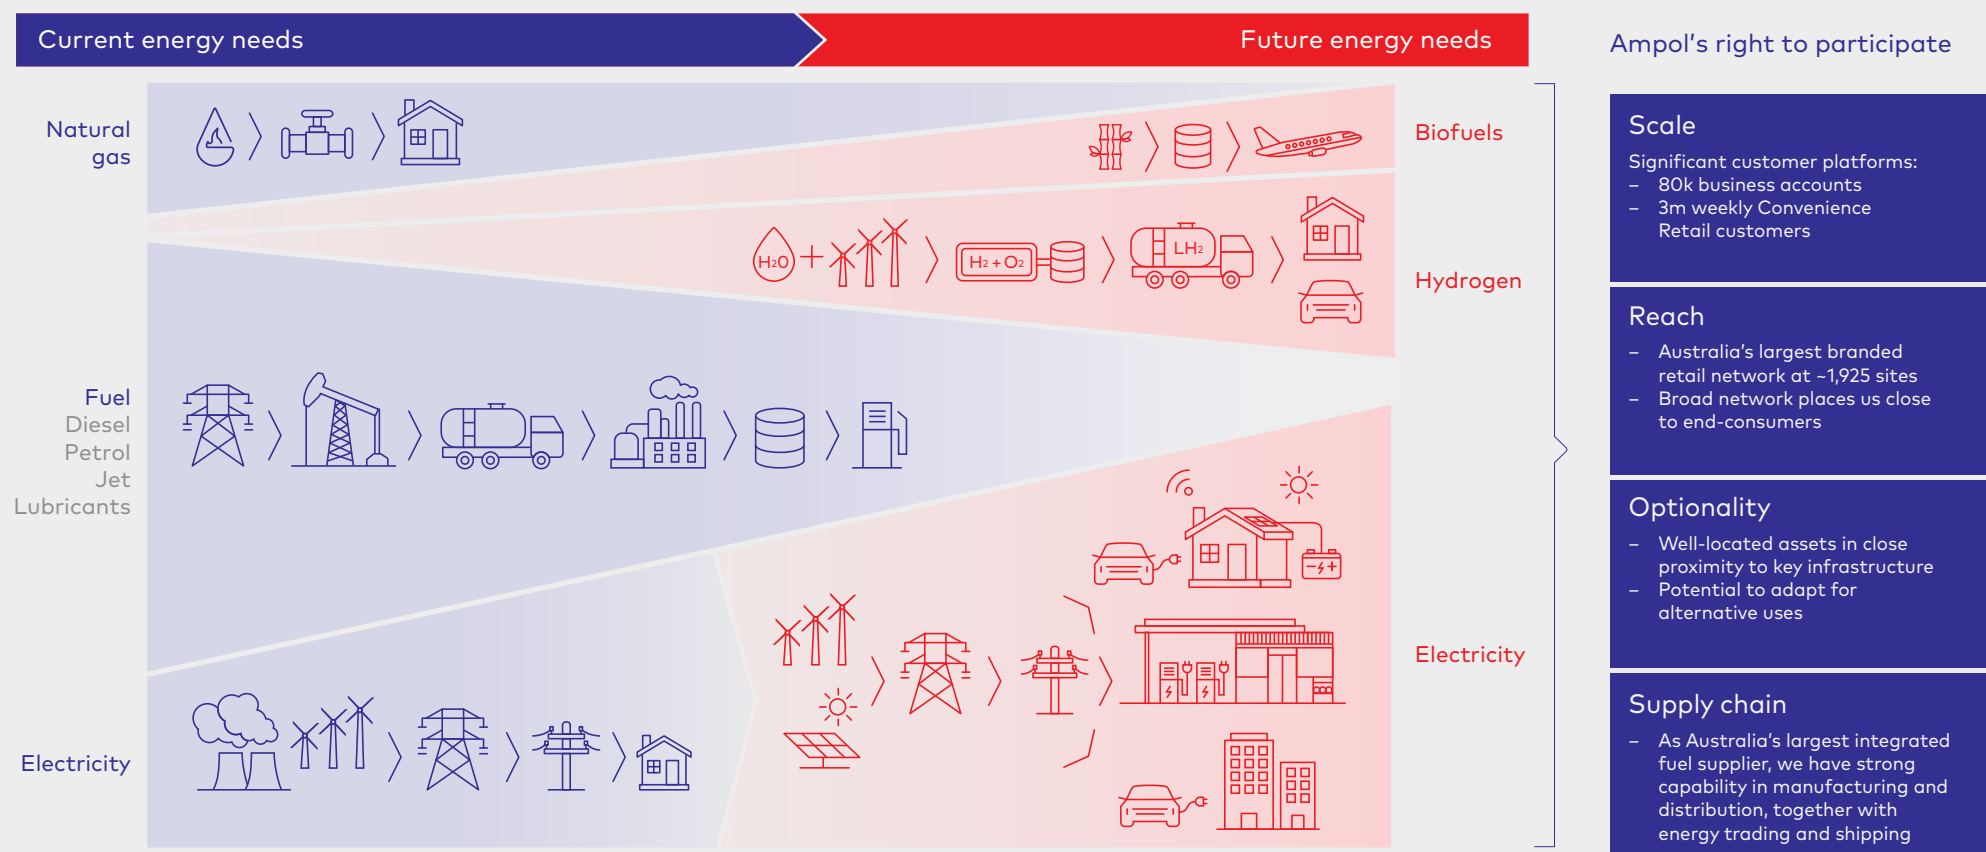 Current energy needs
Future energy needs
Ampol's right to participate
Natural
gas
Biofuels
H2O
H2 + O2
LH2
Hydrogen
Fuel
Diesel
Petrol
Jet
Lubricants
Electricity
Electricity
Scale
Significant customer platforms:
– 80k business accounts
– 3m weekly Convenience
Retail customers
Reach
– Australia's largest branded
retail network at ~1,925 sites
– Broad network places us close
to end-consumers
Optionality
– Well-located assets in close
proximity to key infrastructure
– Potential to adapt for
alternative uses
Supply chain
– As Australia's largest integrated
fuel supplier, we have strong
capability in manufacturing and
distribution, together with
energy trading and shipping